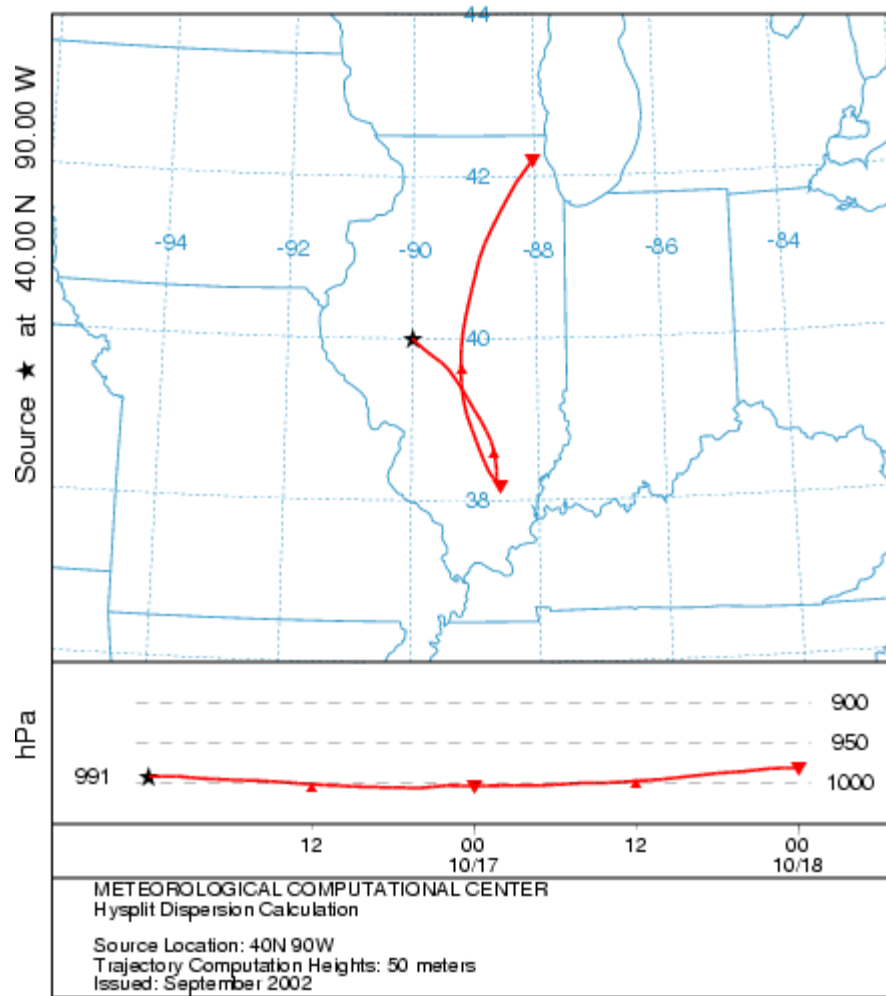 Source ★ at 40.00 N 90.00 W
44
42
-94
-92
-90
-88
-86
-84
40
38
hPa
900
950
991
1000
12
00
12
00
10/17
10/18
METEOROLOGICAL COMPUTATIONAL CENTER
Hysplit Dispersion Calculation
Source Location: 40N 90W
Trajectory Computation Heights: 50 meters
Issued: September 2002